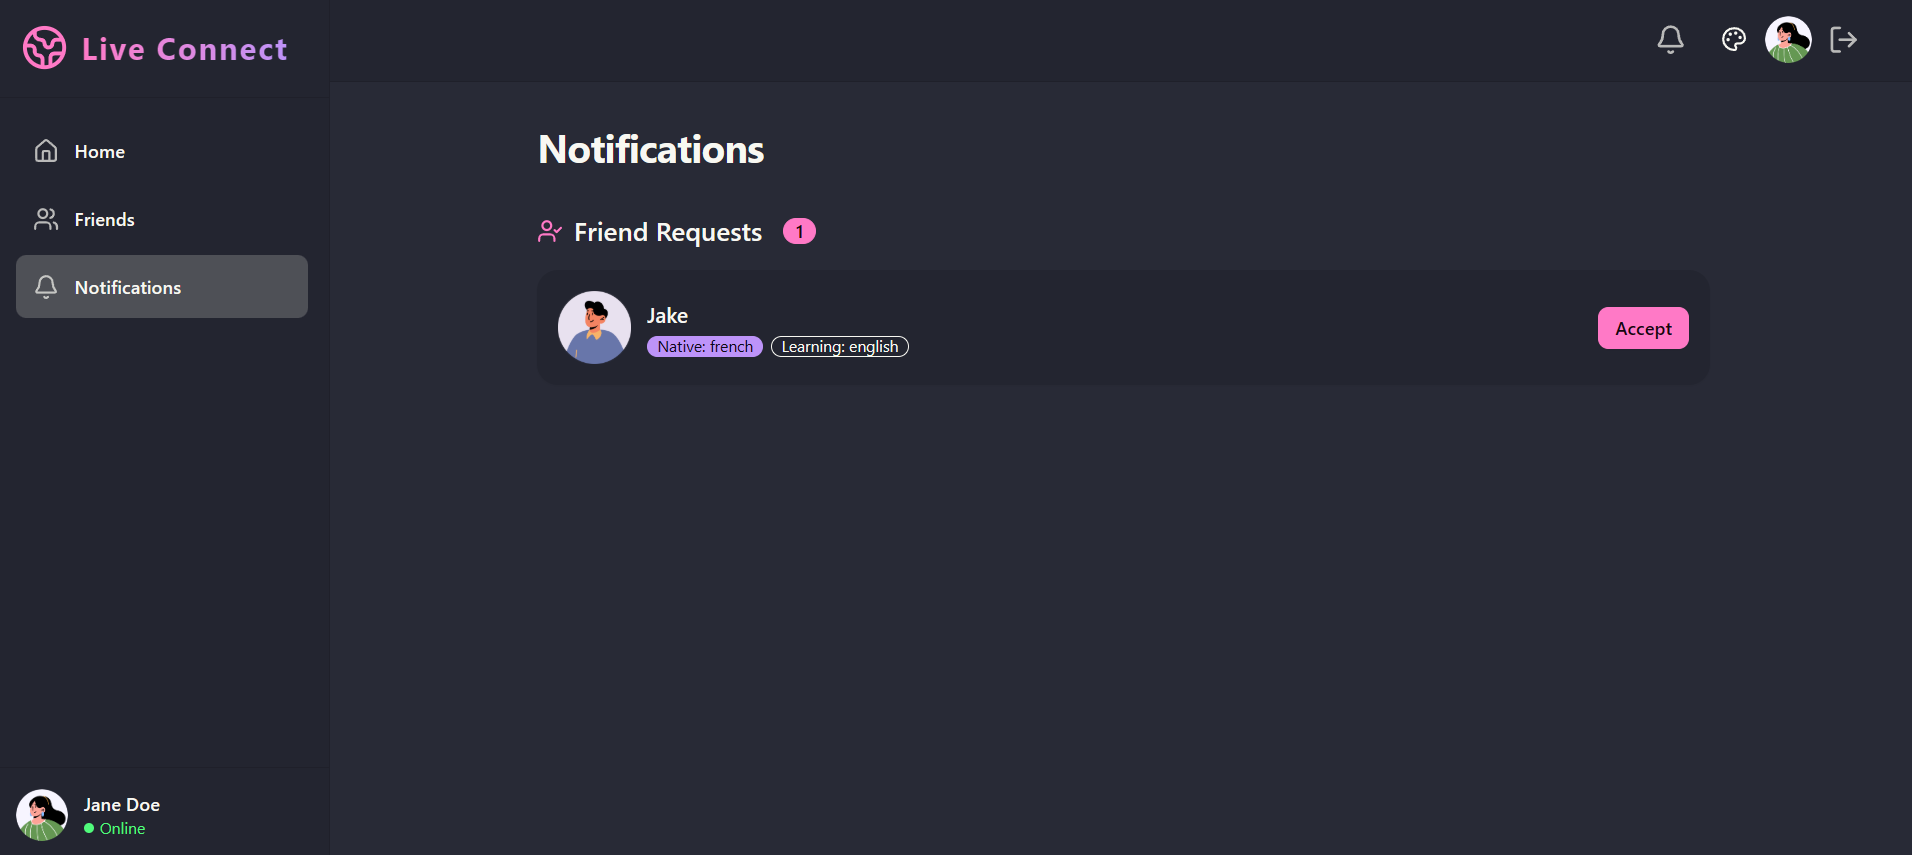 Live Connect
Home
Friends
Notifications
Jane Doe
Online
Notifications
Friend Requests 1
Jake
Native: french Learning: english
Accept